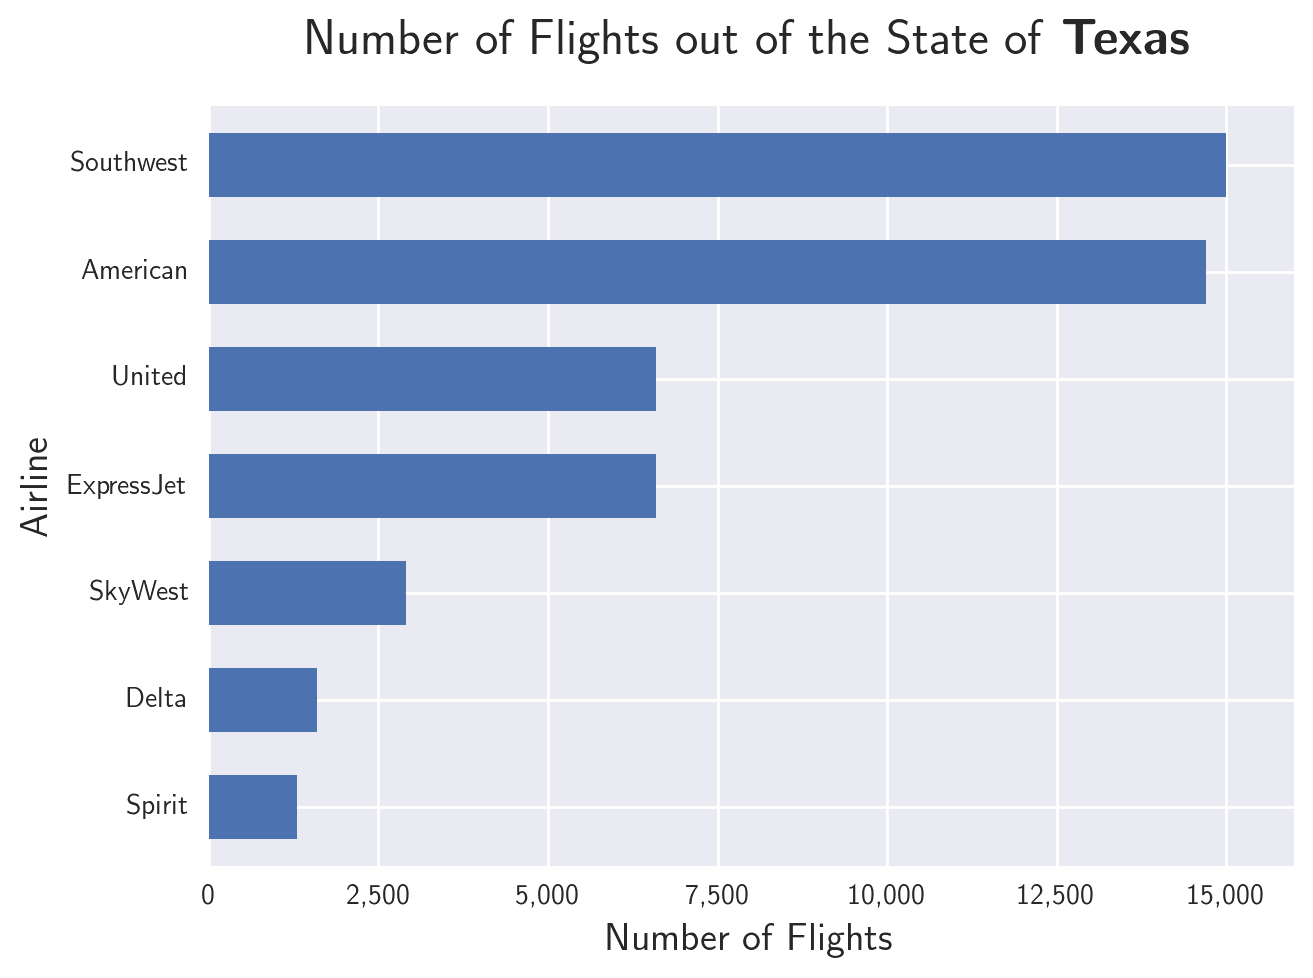 Number of Flights out of the State of Texas
Southwest
American
United
ExpressJet
SkyWest
Delta
Spirit
Airline
0 2,500 5,000 7,500 10,000 12,500 15,000
Number of Flights